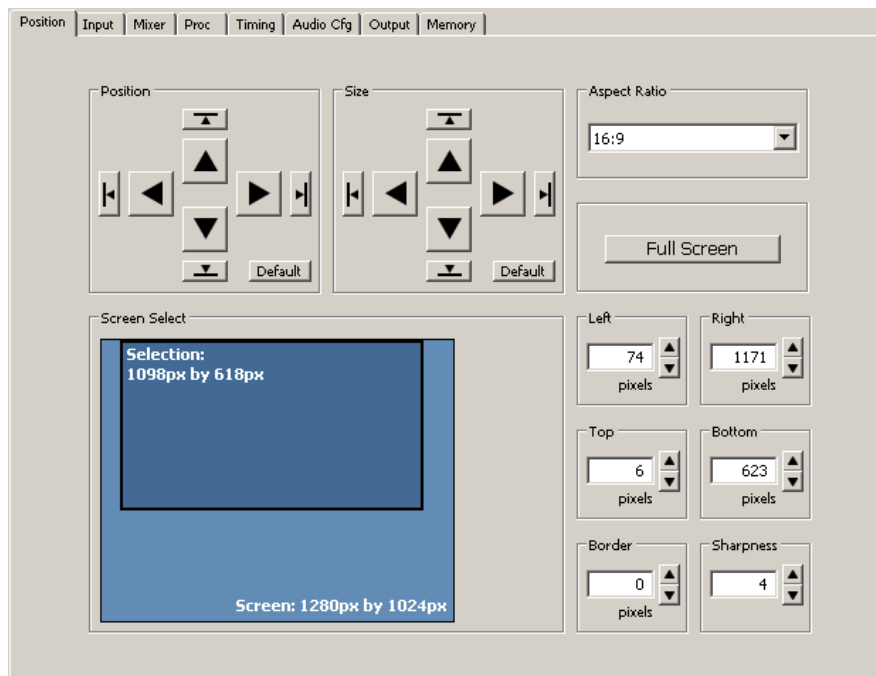 Position Input Mixer Proc Timing Audio Cfg Output Memory
Position
Default
Size
Default
Aspect Ratio
16:9
Full Screen
Screen Select
Selection:
1098px by 618px
Screen: 1280px by 1024px
Left
74
pixels
Right
1171
pixels
Top
6
pixels
Bottom
623
pixels
Border
0
pixels
Sharpness
4